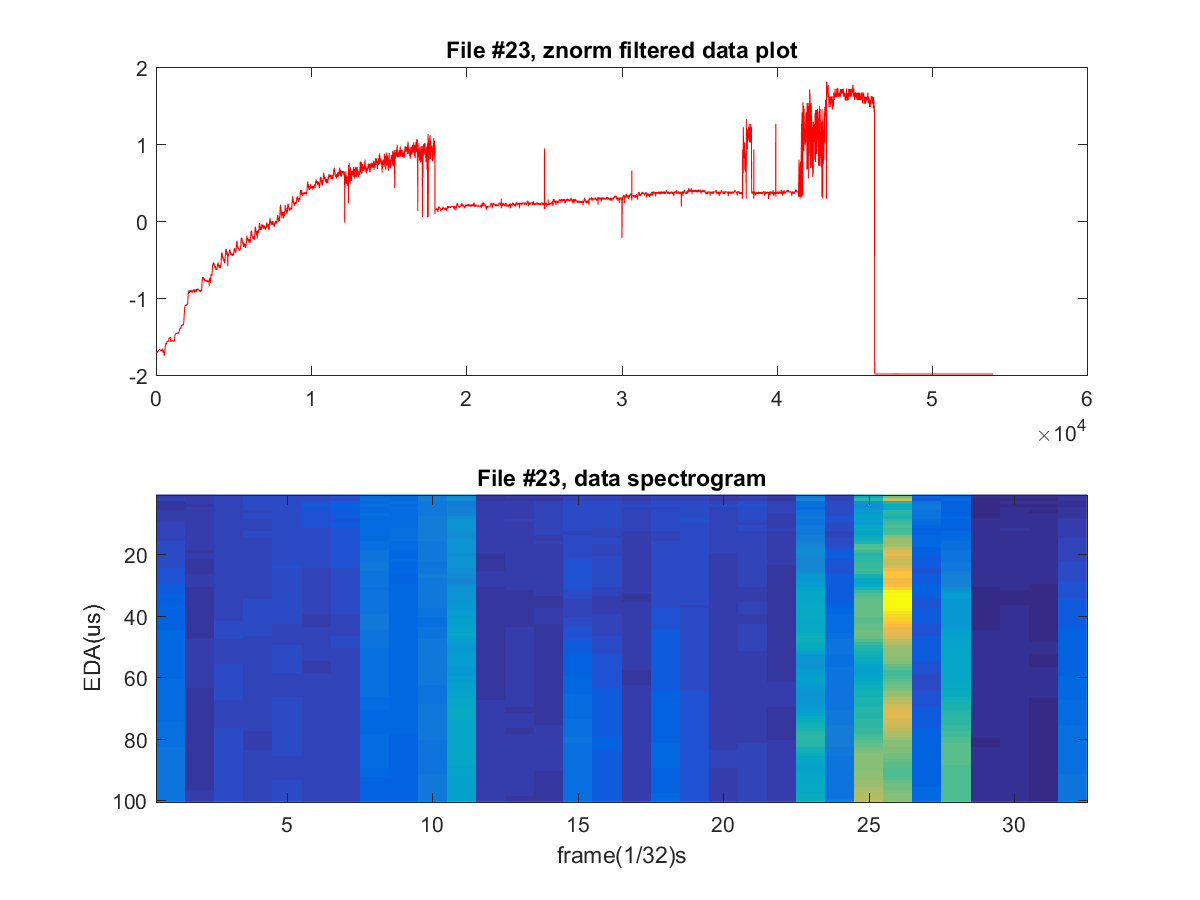 File #23, znorm filtered data plot
2
1
0
-1
-2
0 1 2 3 4 5 6
×10^4
File #23, data spectrogram
20
40
60
80
100
EDA(us)
5 10 15 20 25 30
frame(1/32)s